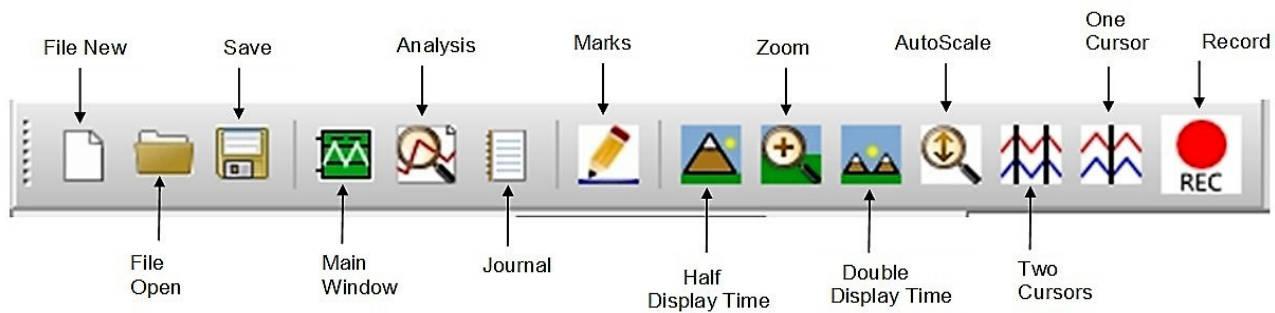 File New
Save
Analysis
Marks
Zoom
AutoScale
One
Cursor
Record
REC
File
Open
Main
Window
Journal
Half
Display Time
Double
Display Time
Two
Cursors